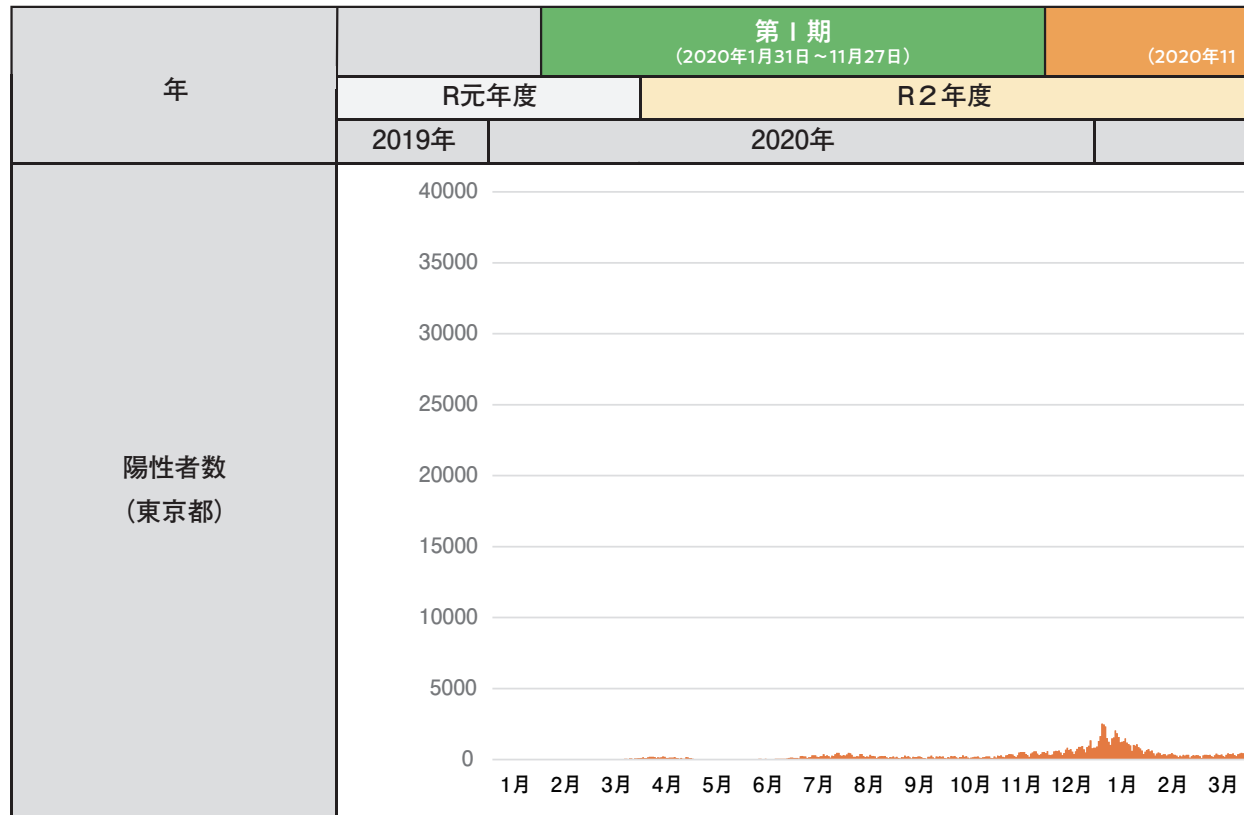 年
第Ⅰ期
（2020年1月31日～11月27日）
（2020年11
R元年度
R２年度
2019年
2020年
陽性者数
（東京都）
40000
35000
30000
25000
20000
15000
10000
5000
0
1月 2月 3月 4月 5月 6月 7月 8月 9月 10月 11月 12月 1月 2月 3月